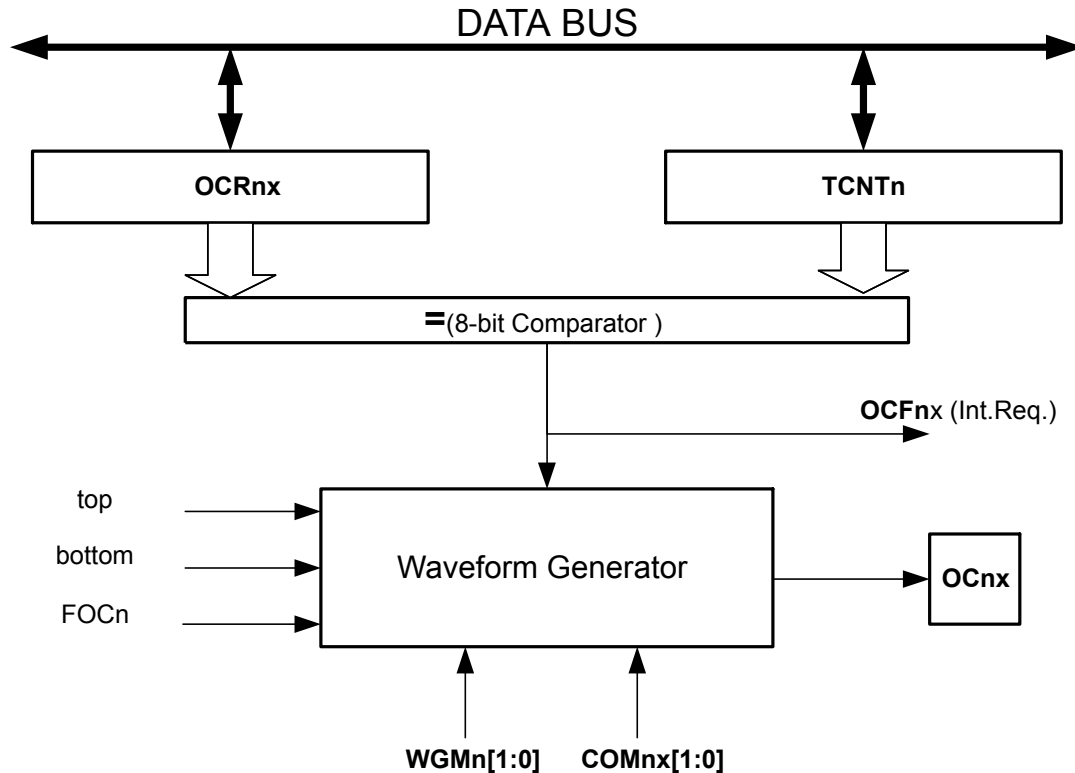 DATA BUS
OCRnx
TCNTn
=(8-bit Comparator )
OCFnx (Int.Req.)
top
bottom
FOCn
Waveform Generator
OCnx
WGMn[1:0]
COMnx[1:0]